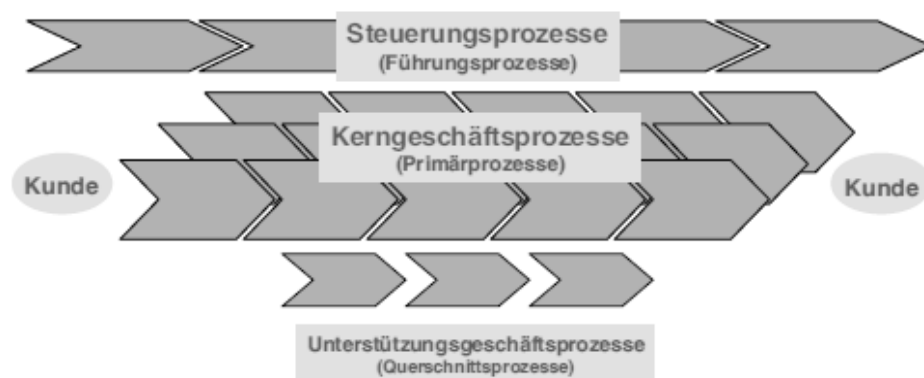 Steuerungsprozesse
(Führungsprozesse)
Kerngeschäftsprozesse
(Primärprozesse)
Kunde
Kunde
Unterstützungsgeschäftsprozesse
(Querschnittsprozesse)